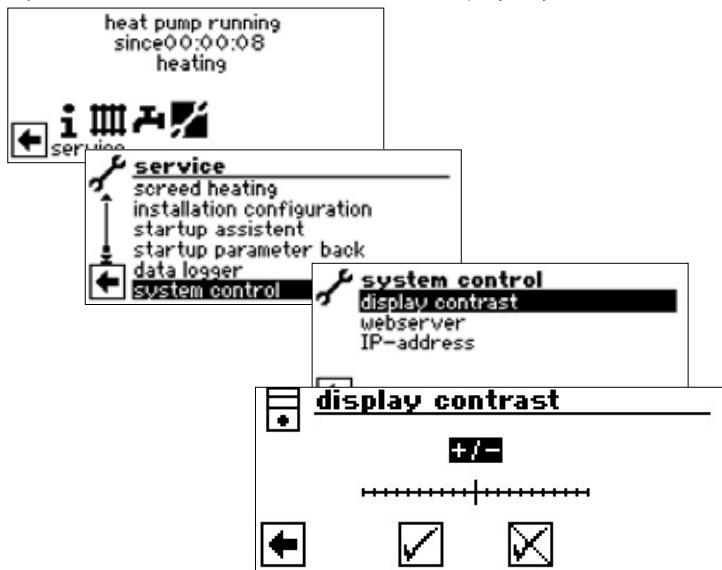 heat pump running
since00:00:08
heating
service
service
screed heating
installation configuration
startup assistent
startup parameter back
data logger
system control
system control
display contrast
webserver
IP-address
display contrast
+/-